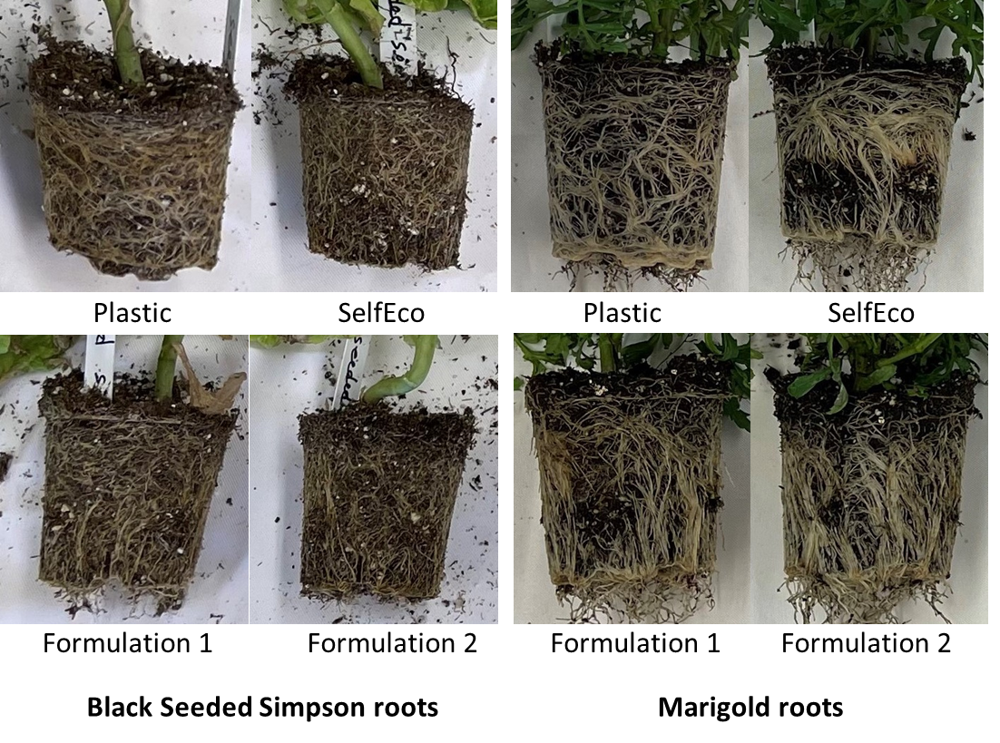 Plastic
SelfEco
Plastic
SelfEco
Formulation 1
Formulation 2
Formulation 1
Formulation 2
Black Seeded Simpson roots
Marigold roots